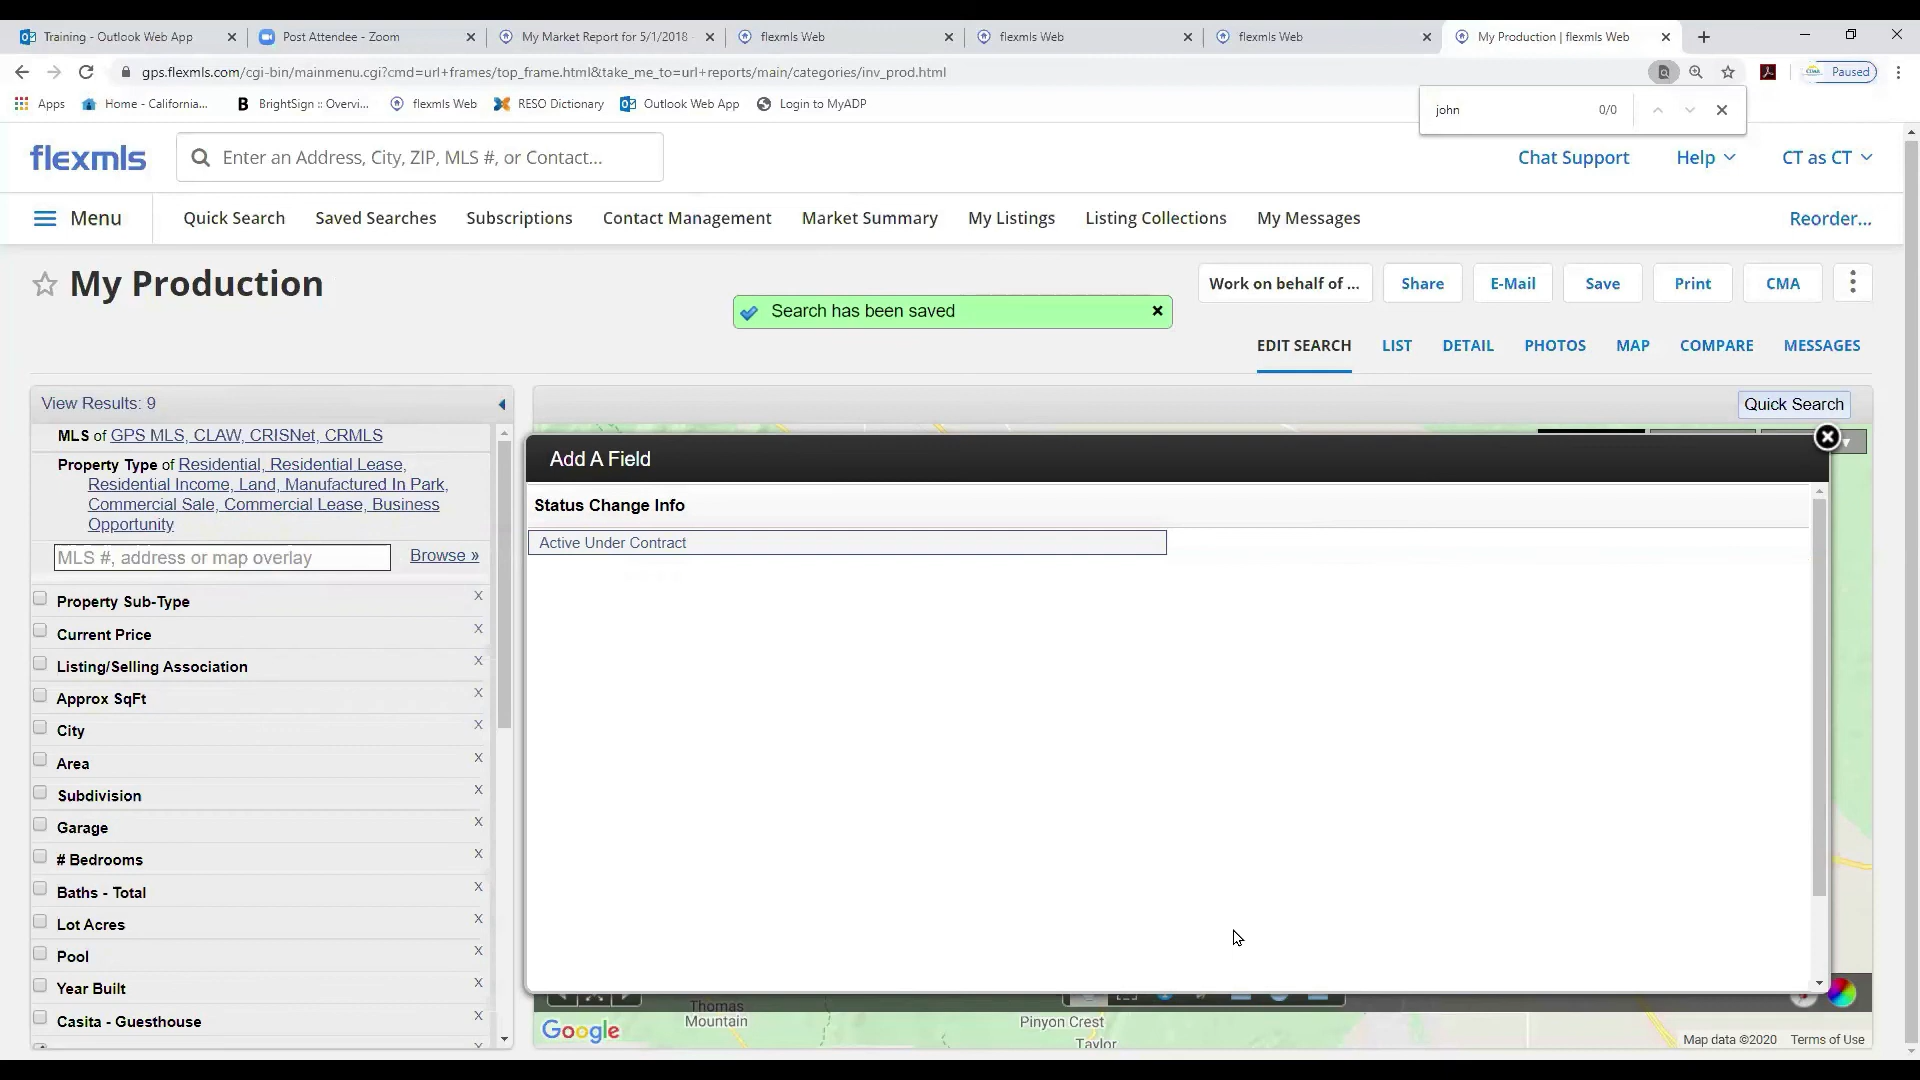 Training - Outlook Web App
Post Attendee - Zoom
My Market Report for 5/1/2018
flexmls Web
flexmls Web
flexmls Web
My Production | flexmls Web
gps.flexmls.com/cgi-bin/mainmenu.cgi?cmd=url+frames/top_frame.html&take_me_to=url+reports/main/categories/inv_prod.html
Paused
Apps
Home - California...
BrightSign :: Overvi...
flexmls Web
RESO Dictionary
Outlook Web App
Login to MyADP
john 0/0
flexmls
Enter an Address, City, ZIP, MLS #, or Contact...
Chat Support
Help
CT as CT
Menu
Quick Search
Saved Searches
Subscriptions
Contact Management
Market Summary
My Listings
Listing Collections
My Messages
Reorder...
My Production
Search has been saved
Work on behalf of ...
Share
E-Mail
Save
Print
CMA
EDIT SEARCH
LIST
DETAIL
PHOTOS
MAP
COMPARE
MESSAGES
View Results: 9
Quick Search
MLS of GPS MLS, CLAW, CRISNet, CRMLS
Property Type of Residential, Residential Lease,
Residential Income, Land, Manufactured In Park,
Commercial Sale, Commercial Lease, Business
Opportunity
MLS #, address or map overlay
Browse »
Property Sub-Type X
Current Price X
Listing/Selling Association X
Approx SqFt X
City X
Area X
Subdivision X
Garage X
# Bedrooms X
Baths - Total X
Lot Acres X
Pool X
Year Built X
Casita - Guesthouse X
Add A Field
Status Change Info
Active Under Contract
Thomas
Mountain
Pinyon Crest
Taylor
Google
Map data ©2020
Terms of Use